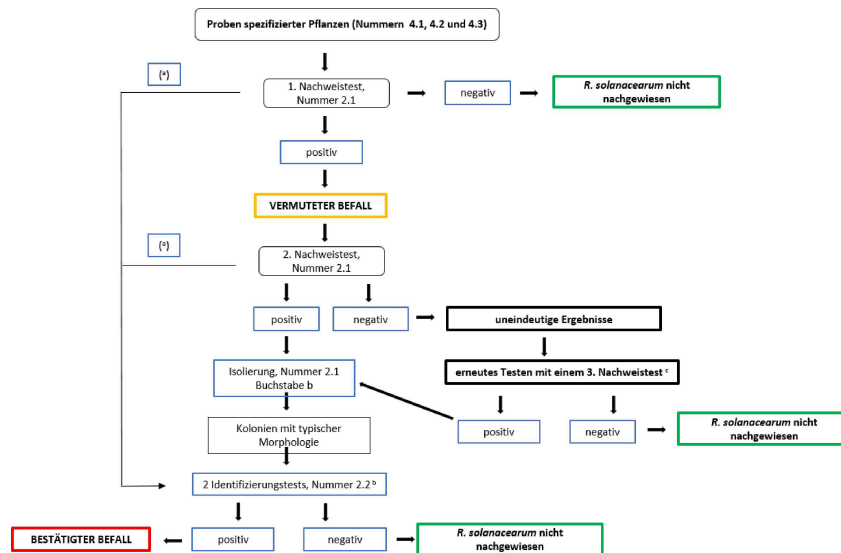 Proben spezifizierter Pflanzen (Nummern 4.1, 4.2 und 4.3)
(ᵃ)
1. Nachweistest,
Nummer 2.1
negativ
R. solanacearum nicht
nachgewiesen
positiv
VERMUTETER BEFALL
(ᵃ)
2. Nachweistest,
Nummer 2.1
positiv
negativ
uneindeutige Ergebnisse
Isolierung, Nummer 2.1
Buchstabe b
erneutes Testen mit einem 3. Nachweistest ᶜ
Kolonien mit typischer
Morphologie
positiv
negativ
R. solanacearum nicht
nachgewiesen
2 Identifizierungstests, Nummer 2.2 ᵇ
BESTÄTIGTER BEFALL
positiv
negativ
R. solanacearum nicht
nachgewiesen